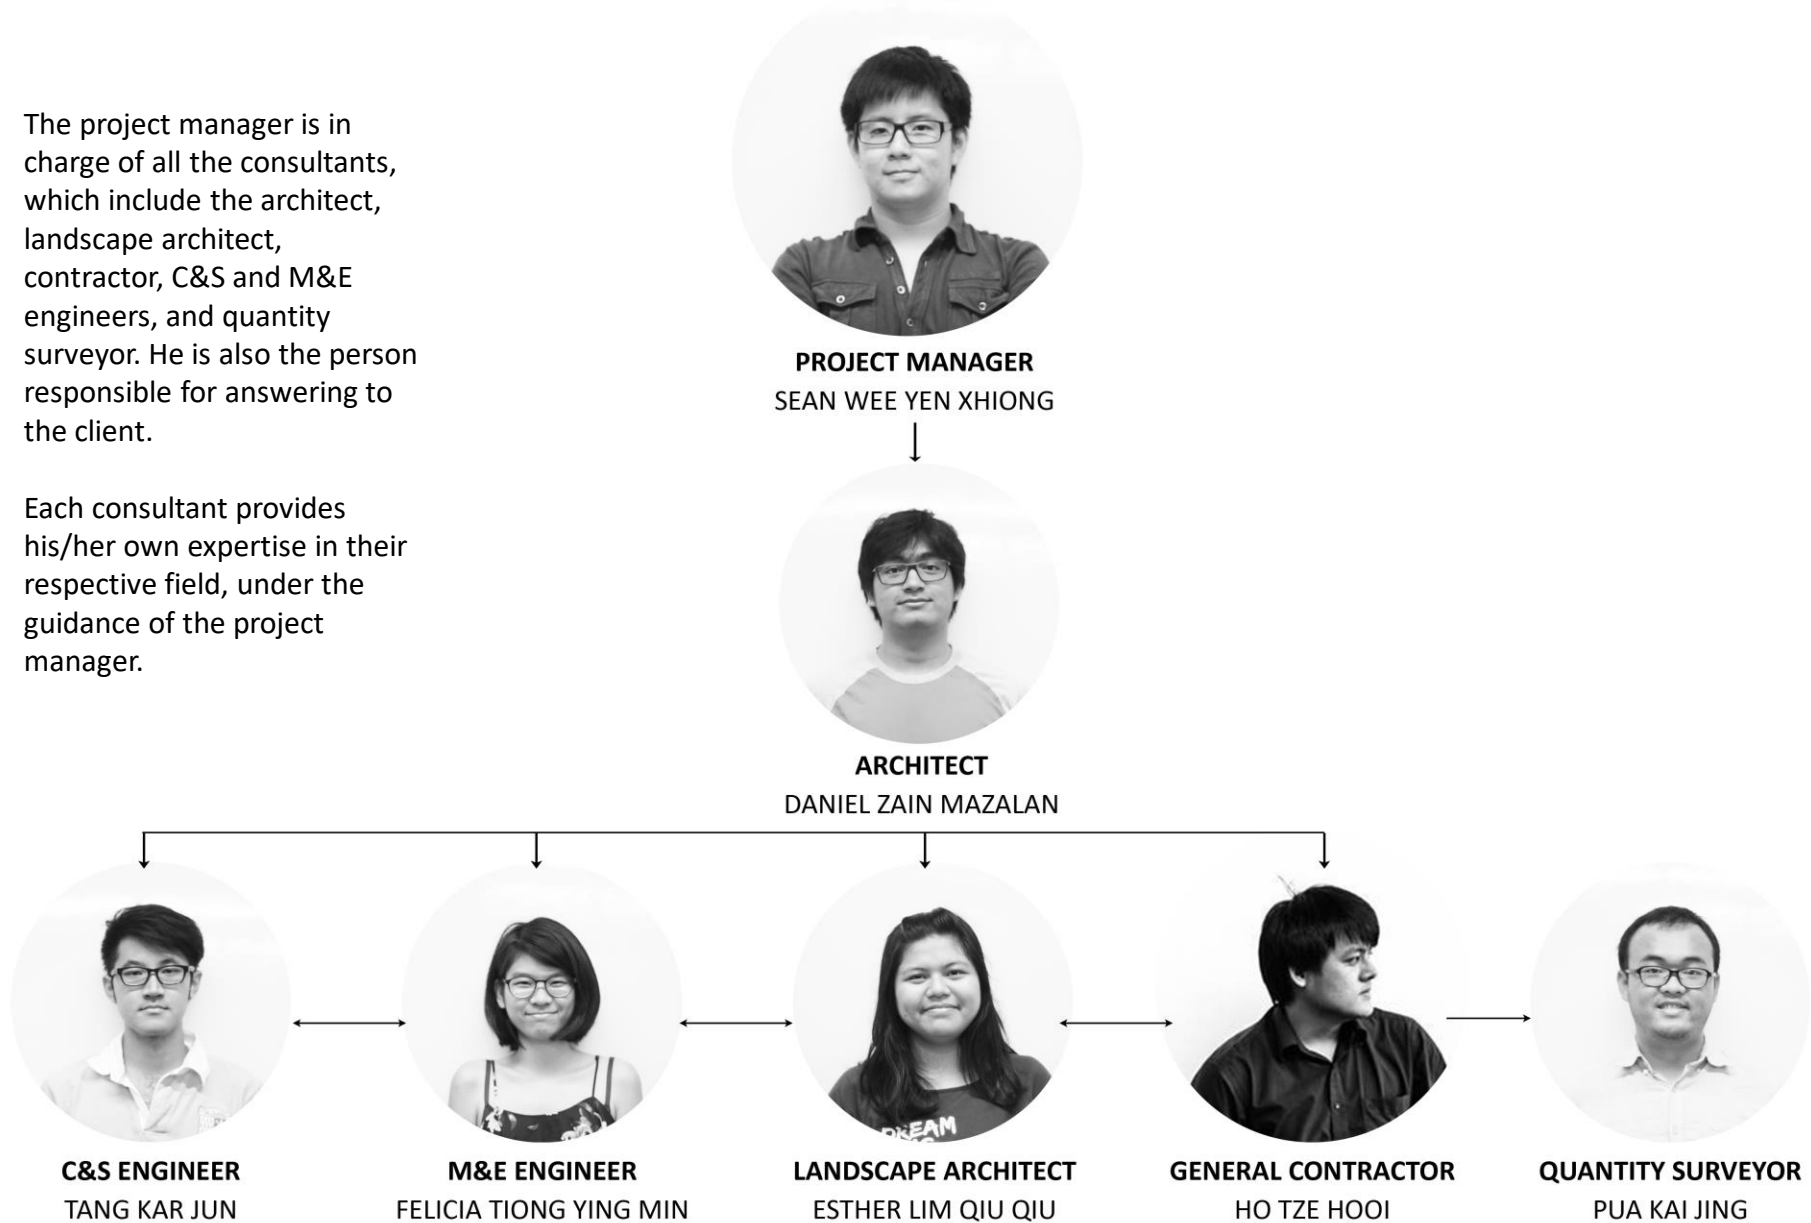 The project manager is in
charge of all the consultants,
which include the architect,
landscape architect,
contractor, C&S and M&E
engineers, and quantity
surveyor. He is also the person
responsible for answering to
the client.
Each consultant provides
his/her own expertise in their
respective field, under the
guidance of the project
manager.
PROJECT MANAGER
SEAN WEE YEN XHIONG
ARCHITECT
DANIEL ZAIN MAZALAN
C&S ENGINEER
TANG KAR JUN
M&E ENGINEER
FELICIA TIONG YING MIN
DREAM
LANDSCAPE ARCHITECT
ESTHER LIM QIU QIU
GENERAL CONTRACTOR
HO TZE HOOI
QUANTITY SURVEYOR
PUA KAI JING